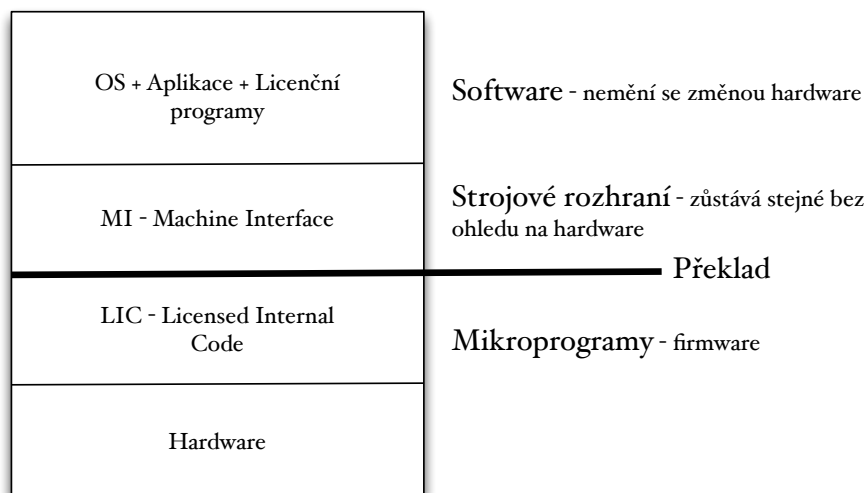 OS + Aplikace + Licenční
programy
Software - nemění se změnou hardware
MI - Machine Interface
Strojové rozhraní - zůstává stejné bez
ohledu na hardware
Překlad
LIC - Licensed Internal
Code
Mikroprogramy - firmware
Hardware